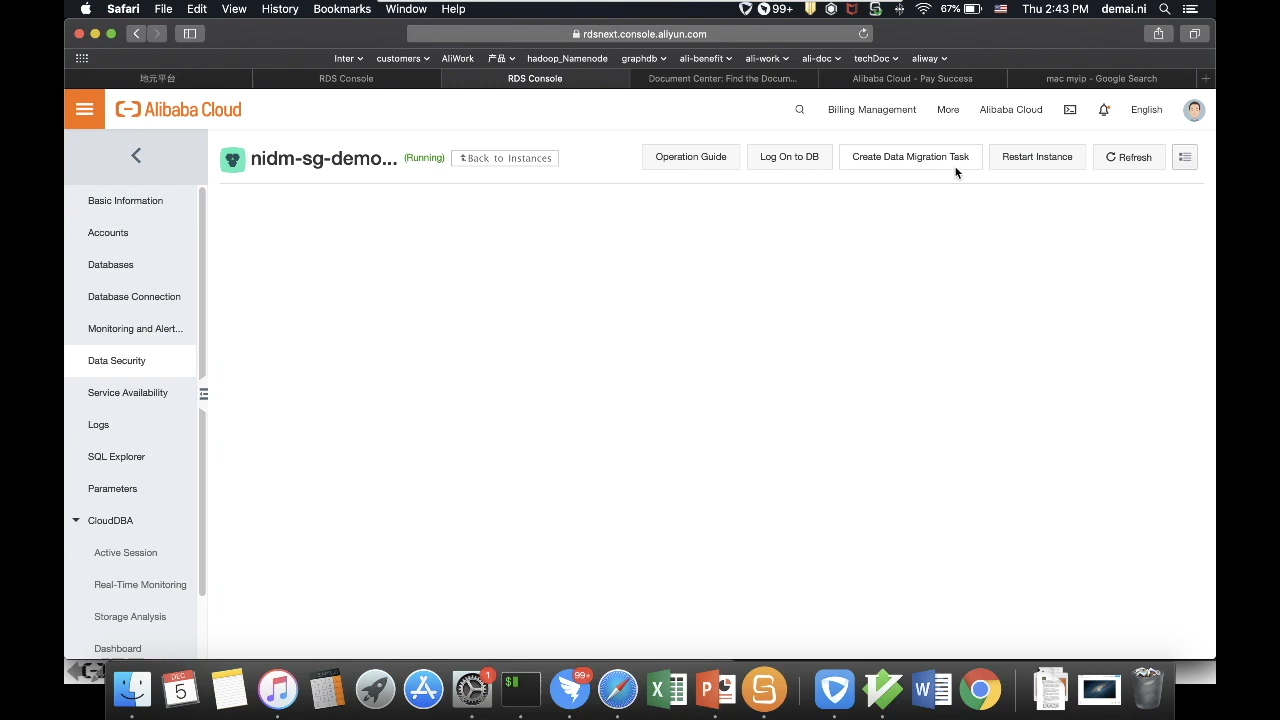 Safari File Edit View History Bookmarks Window Help 99+ 67% Thu 2:43 PM demai.ni
rdsnext.console.aliyun.com
Inter customers AliWork 产品 hadoop_Namenode graphdb ali-benefit ali-work ali-doc techDoc aliway
地元平台 RDS Console RDS Console Document Center: Find the Docum... Alibaba Cloud - Pay Success mac myip - Google Search
Alibaba Cloud Billing Management More Alibaba Cloud English
nidm-sg-demo... (Running) Back to Instances Operation Guide Log On to DB Create Data Migration Task Restart Instance Refresh
Basic Information
Accounts
Databases
Database Connection
Monitoring and Alert...
Data Security
Service Availability
Logs
SQL Explorer
Parameters
CloudDBA
Active Session
Real-Time Monitoring
Storage Analysis
Dashboard
DEC
5
1
$
99+